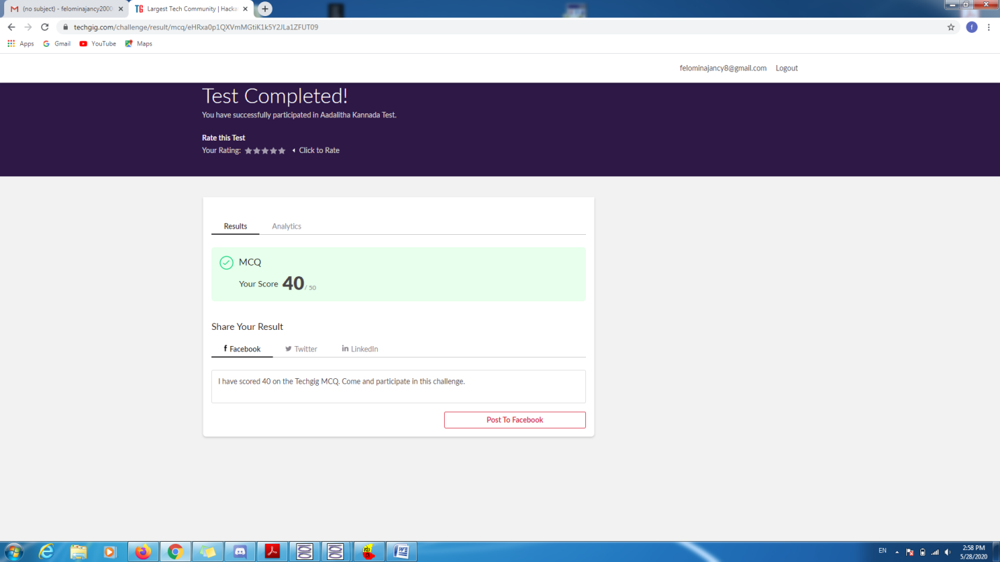 (no subject) - felominajancy2000
Largest Tech Community | Hacka
techgig.com/challenge/result/mcq/eHRxa0p1QXVmMGtiK1k5Y2JLa1ZFUT09
f
Apps Gmail YouTube Maps
felominajancy8@gmail.com Logout
Test Completed!
You have successfully participated in Aadalitha Kannada Test.
Rate this Test
Your Rating: Click to Rate
Results Analytics
MCQ
Your Score 40 / 50
Share Your Result
Facebook Twitter LinkedIn
I have scored 40 on the Techgig MCQ. Come and participate in this challenge.
Post To Facebook
EN
2:58 PM
5/28/2020